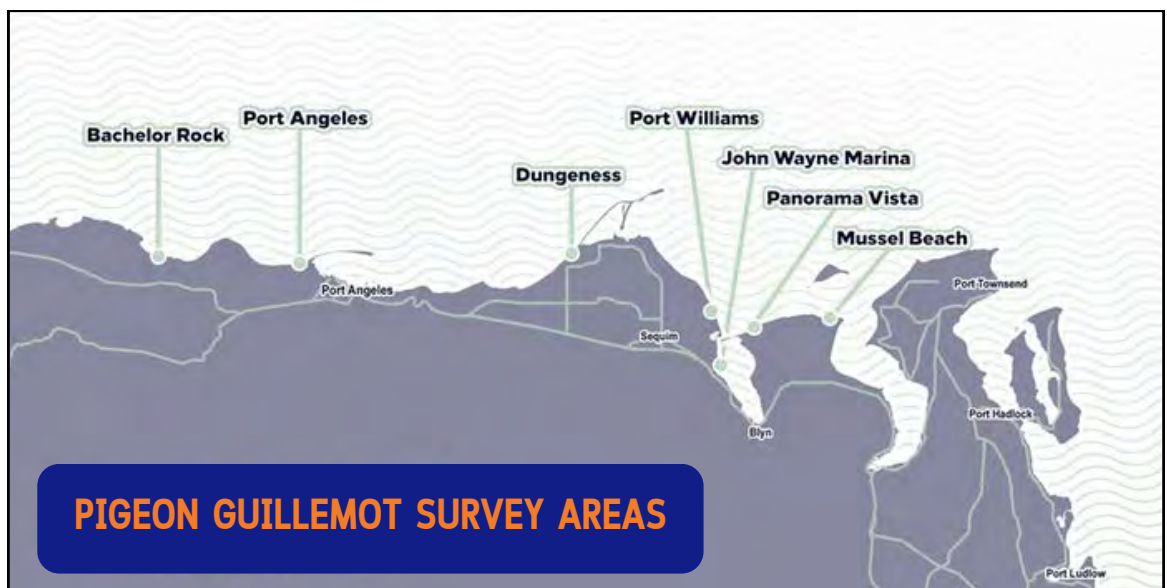 Bachelor Rock
Port Angeles
Dungeness
Port Williams
John Wayne Marina
Panorama Vista
Mussel Beach
Port Angeles
Sequim
Blyn
Port Townsend
Port Hadlock
Port Ludlow
PIGEON GUILLEMOT SURVEY AREAS